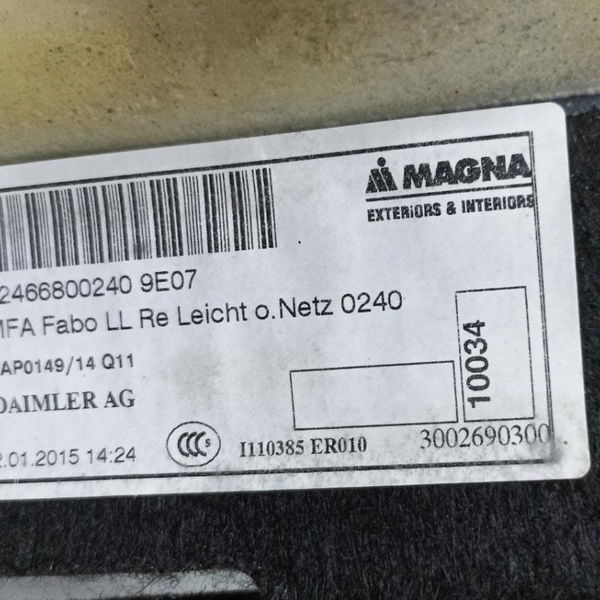 MAGNA
EXTERiORS & iNTERiORS
2466800240 9E07
MFA Fabo LL Re Leicht o.Netz 0240
AP0149/14 Q11
DAIMLER AG
10034
2.01.2015 14:24
CCC S
I110385 ER010
3002690300